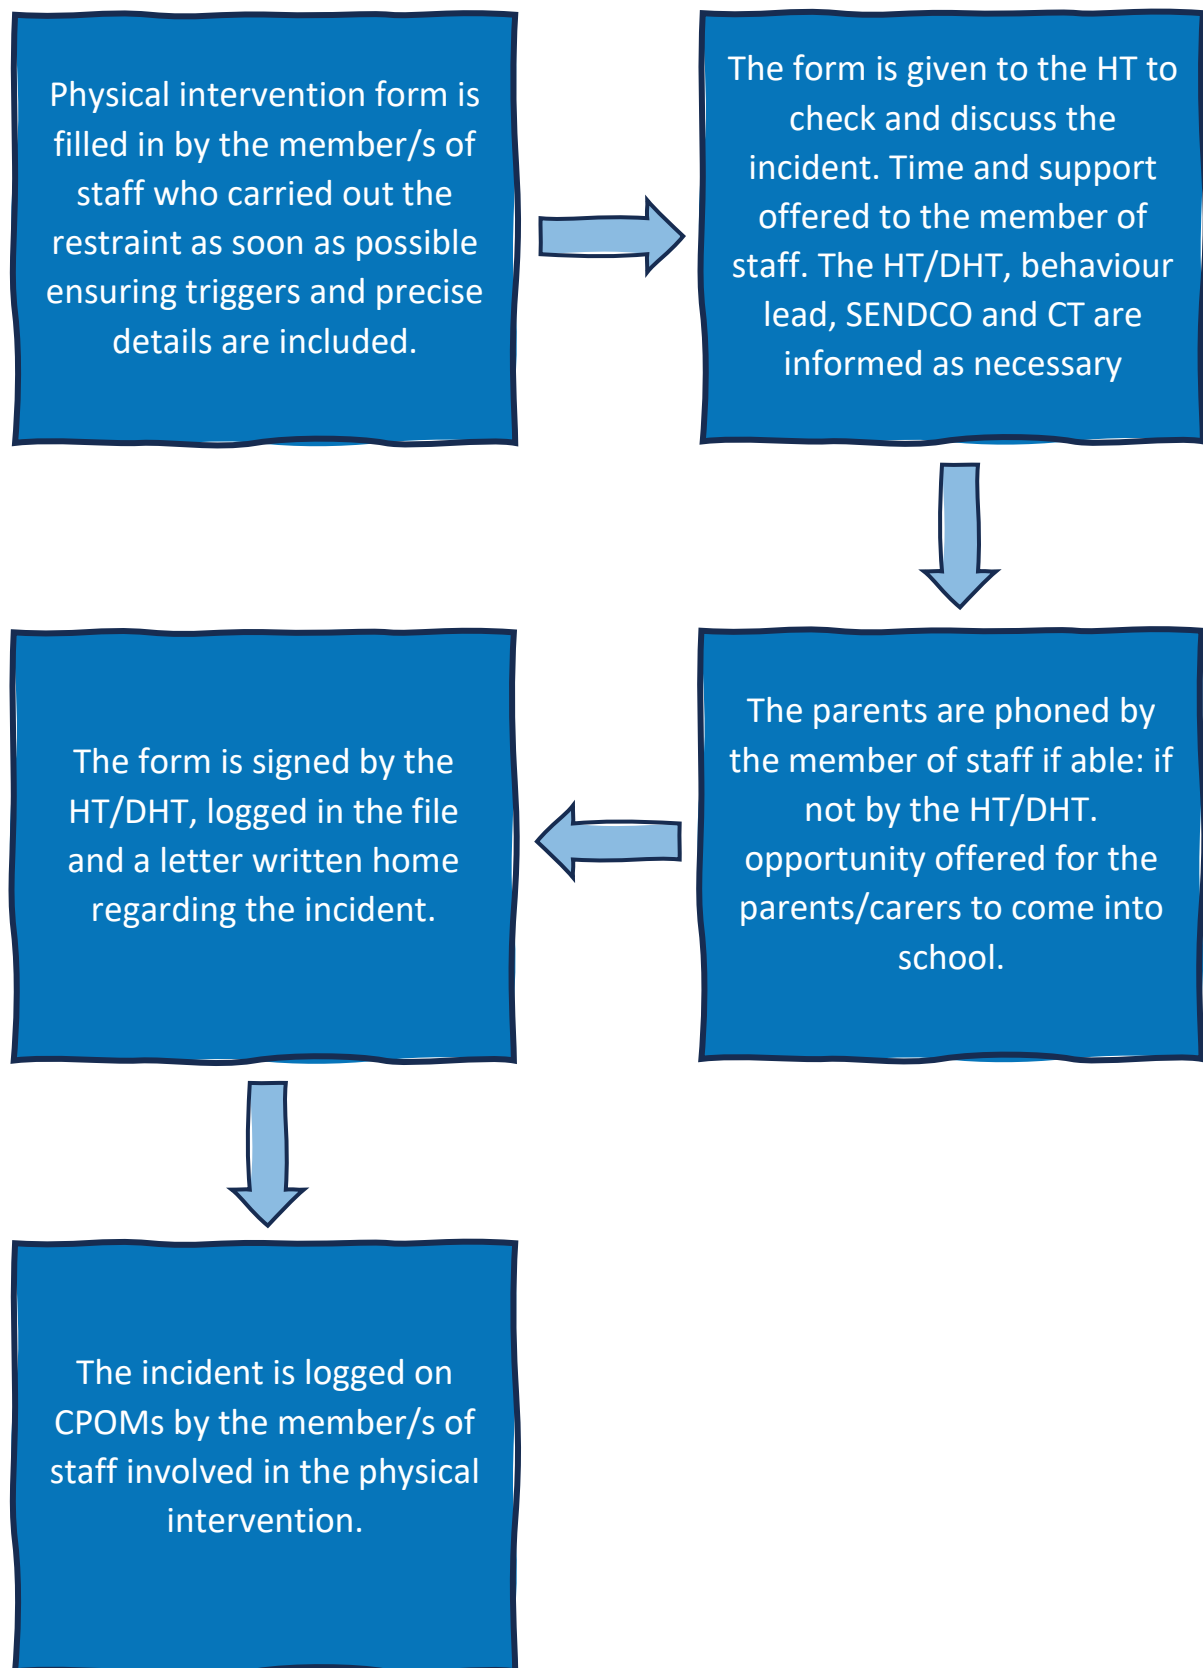 Physical intervention form is
filled in by the member/s of
staff who carried out the
restraint as soon as possible
ensuring triggers and precise
details are included.
The form is given to the HT to
check and discuss the
incident. Time and support
offered to the member of
staff. The HT/DHT, behaviour
lead, SENDCO and CT are
informed as necessary
The parents are phoned by
the member of staff if able: if
not by the HT/DHT.
opportunity offered for the
parents/carers to come into
school.
The form is signed by the
HT/DHT, logged in the file
and a letter written home
regarding the incident.
The incident is logged on
CPOMs by the member/s of
staff involved in the physical
intervention.